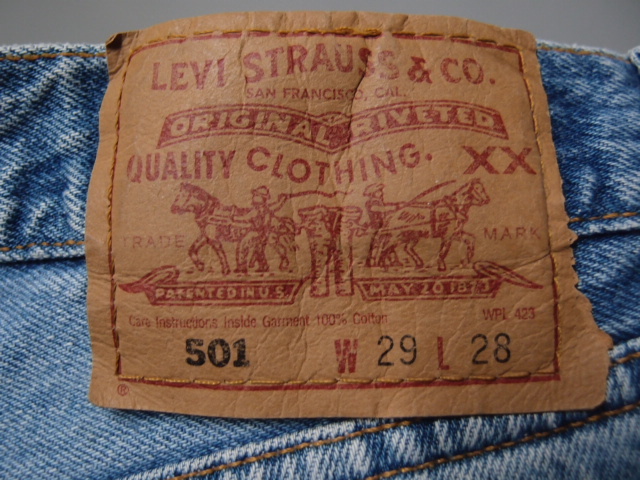 LEVI STRAUSS & CO.
SAN FRANCISCO, CAL.
ORIGINAL RIVETED
QUALITY CLOTHING. XX
TRADE MARK
PATENTED IN U.S. MAY 20 1873
Care Instructions Inside Garment 100% Cotton WPL 423
501 W 29 L 28
®